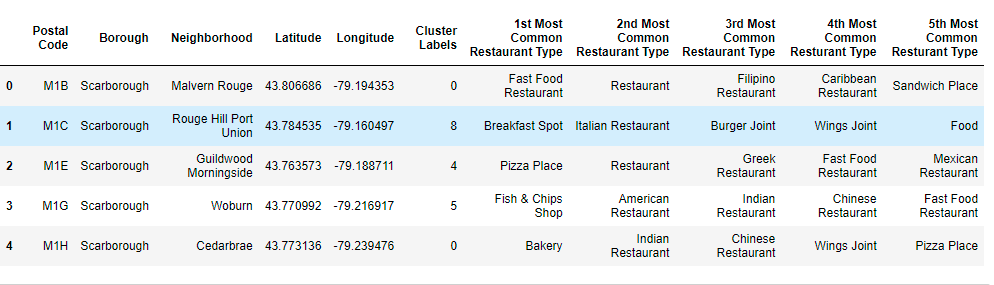 Postal Code Borough Neighborhood Latitude Longitude Cluster Labels 1st Most Common Restaurant Type 2nd Most Common Resturant Type 3rd Most Common Resturant Type 4th Most Common Resturant Type 5th Most Common Resturant Type
0 M1B Scarborough Malvern Rouge 43.806686 -79.194353 0 Fast Food Restaurant Restaurant Filipino Restaurant Caribbean Restaurant Sandwich Place
1 M1C Scarborough Rouge Hill Port Union 43.784535 -79.160497 8 Breakfast Spot Italian Restaurant Burger Joint Wings Joint Food
2 M1E Scarborough Guildwood Morningside 43.763573 -79.188711 4 Pizza Place Restaurant Greek Restaurant Fast Food Restaurant Mexican Restaurant
3 M1G Scarborough Woburn 43.770992 -79.216917 5 Fish & Chips Shop American Restaurant Indian Restaurant Chinese Restaurant Fast Food Restaurant
4 M1H Scarborough Cedarbrae 43.773136 -79.239476 0 Bakery Indian Restaurant Chinese Restaurant Wings Joint Pizza Place